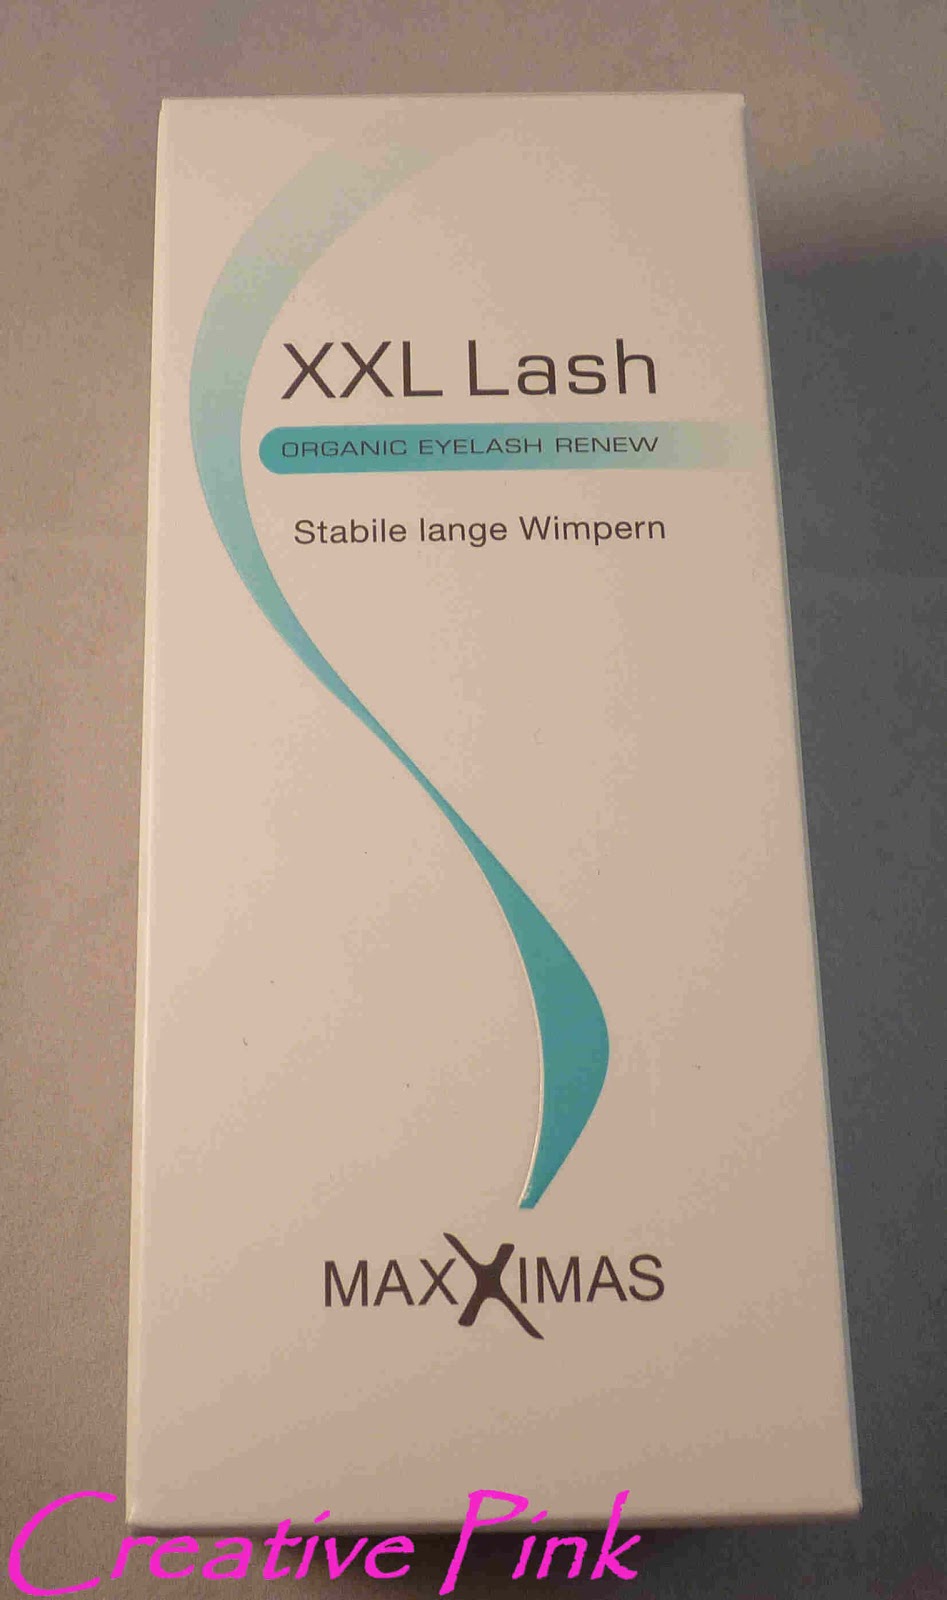 XXL Lash
ORGANIC EYELASH RENEW
Stabile lange Wimpern
MAXXIMAS
Creative Pink